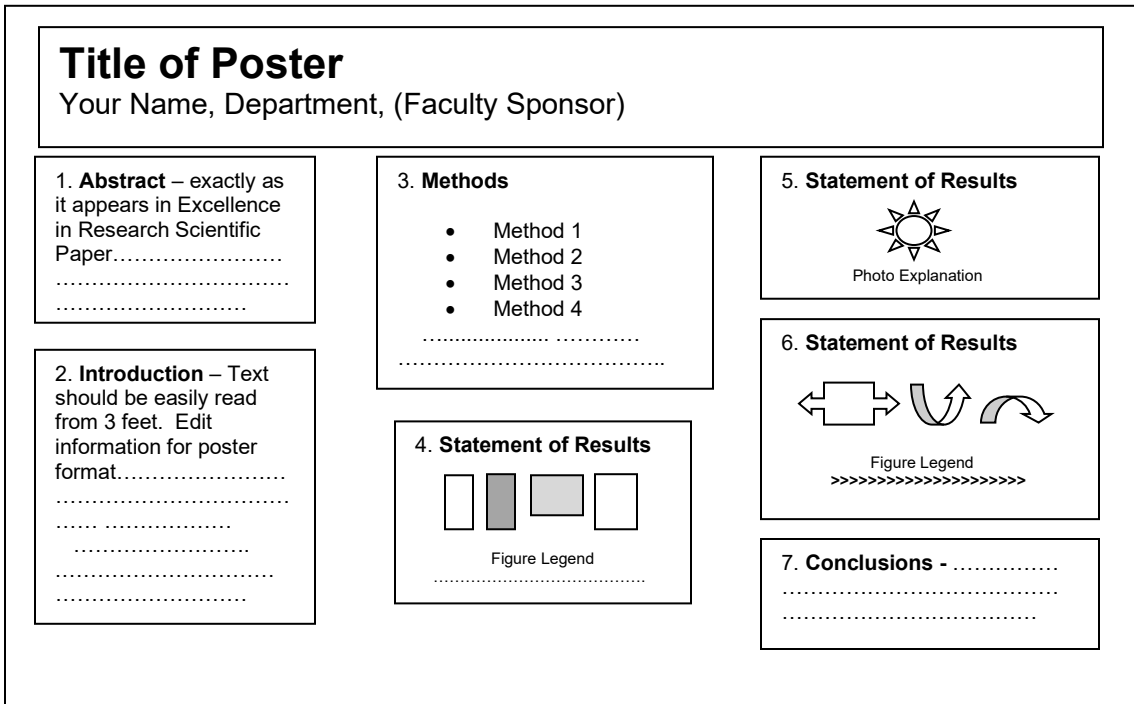 Title of Poster
Your Name, Department, (Faculty Sponsor)
1. Abstract – exactly as
it appears in Excellence
in Research Scientific
Paper……………………
……………………………
………………………
2. Introduction – Text
should be easily read
from 3 feet.  Edit
information for poster
format……………………
……………………………
…… ………………
……………………..
…………………………
………………………
3. Methods
• Method 1
• Method 2
• Method 3
• Method 4
…................... …………
………………………………..
4. Statement of Results
Figure Legend
…………………………………..
5. Statement of Results
Photo Explanation
6. Statement of Results
Figure Legend
>>>>>>>>>>>>>>>>>>>>>
7. Conclusions - ……………
…………………………………
………………………………